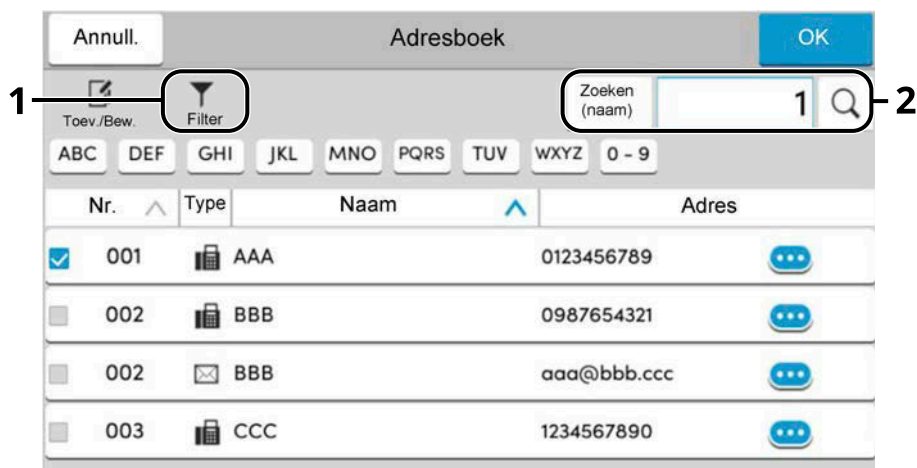 Annull. Adresboek OK
1 Toev./Bew. Filter Zoeken (naam) 1 2
ABC DEF GHI JKL MNO PQRS TUV WXYZ 0 - 9
Nr. Type Naam Adres
001 AAA 0123456789
002 BBB 0987654321
002 BBB aaa@bbb.ccc
003 CCC 1234567890